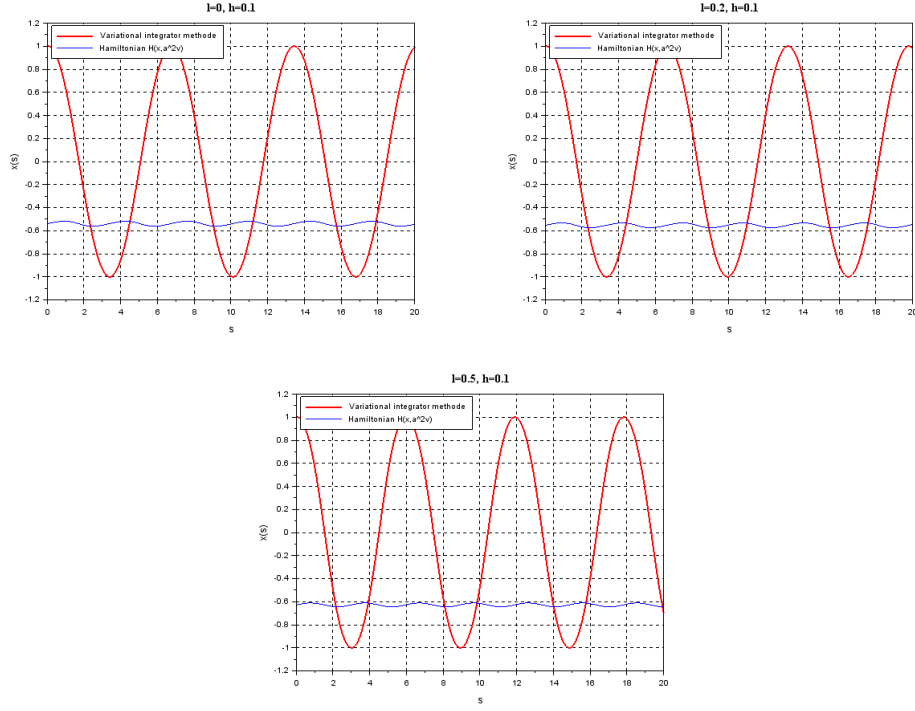 l=0, h=0.1
Variational integrator methode
Hamiltonian H(x,a^2v)
x(s)
1.2
1
0.8
0.6
0.4
0.2
0
-0.2
-0.4
-0.6
-0.8
-1
-1.2
0 2 4 6 8 10 12 14 16 18 20
s
l=0.2, h=0.1
Variational integrator methode
Hamiltonian H(x,a^2v)
x(s)
1.2
1
0.8
0.6
0.4
0.2
0
-0.2
-0.4
-0.6
-0.8
-1
-1.2
0 2 4 6 8 10 12 14 16 18 20
s
l=0.5, h=0.1
Variational integrator methode
Hamiltonian H(x,a^2v)
x(s)
1.2
1
0.8
0.6
0.4
0.2
0
-0.2
-0.4
-0.6
-0.8
-1
-1.2
0 2 4 6 8 10 12 14 16 18 20
s